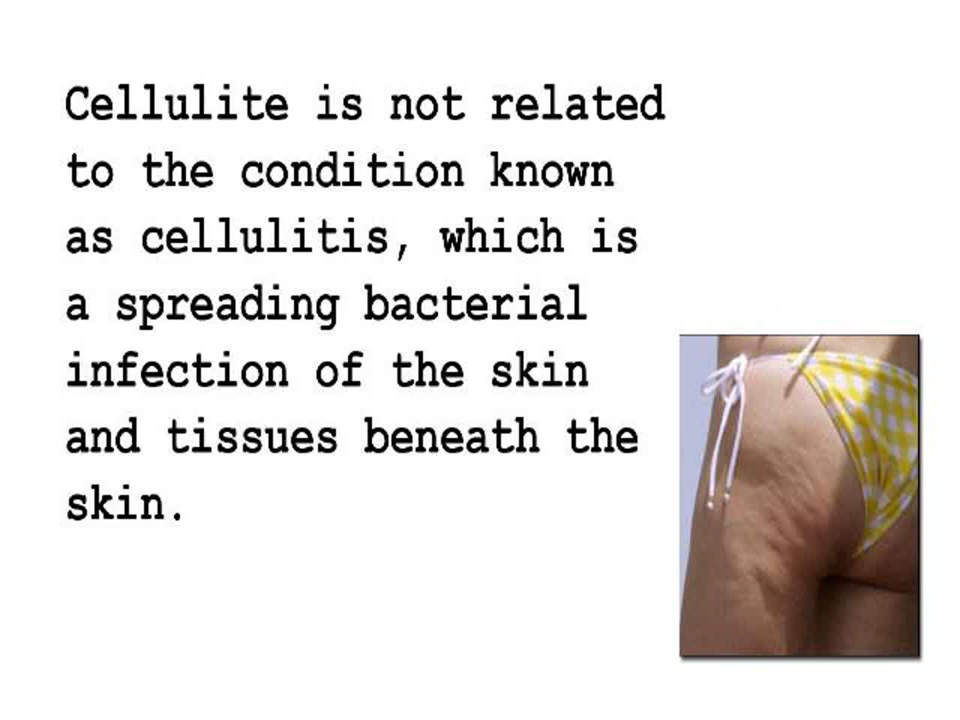 Cellulite is not related
to the condition known
as cellulitis, which is
a spreading bacterial
infection of the skin
and tissues beneath the
skin.